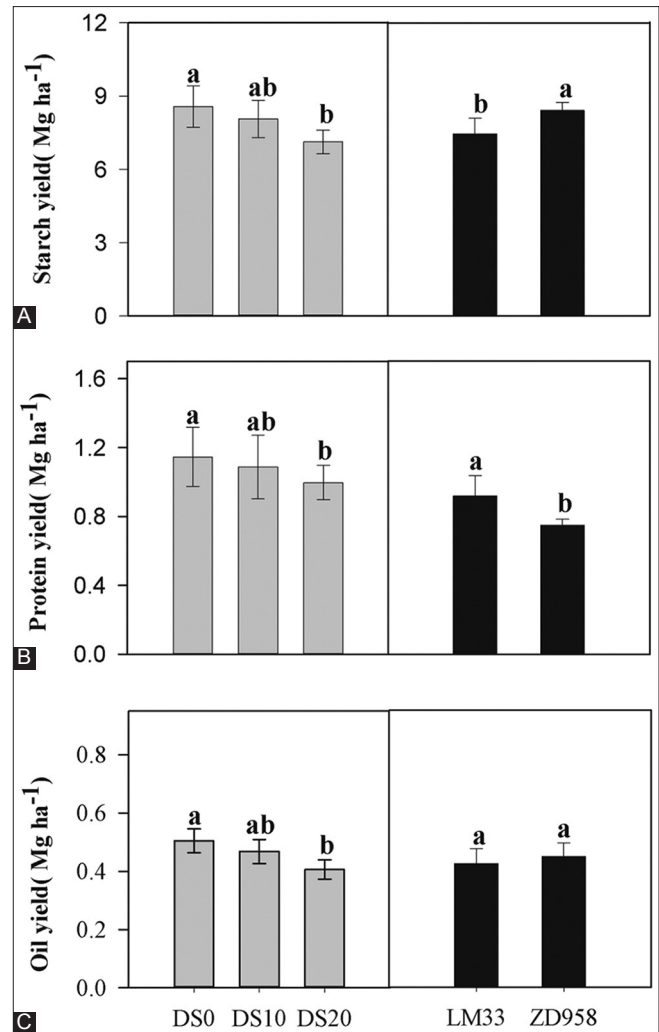 12
9
6
3
0
Starch yield( Mg ha⁻¹)
a
ab
b
b
a
A
1.6
1.2
0.8
0.4
0.0
Protein yield( Mg ha⁻¹)
a
ab
b
a
b
B
0.8
0.6
0.4
0.2
0.0
Oil yield( Mg ha⁻¹)
a
ab
b
a
a
DS0 DS10 DS20 LM33 ZD958
C